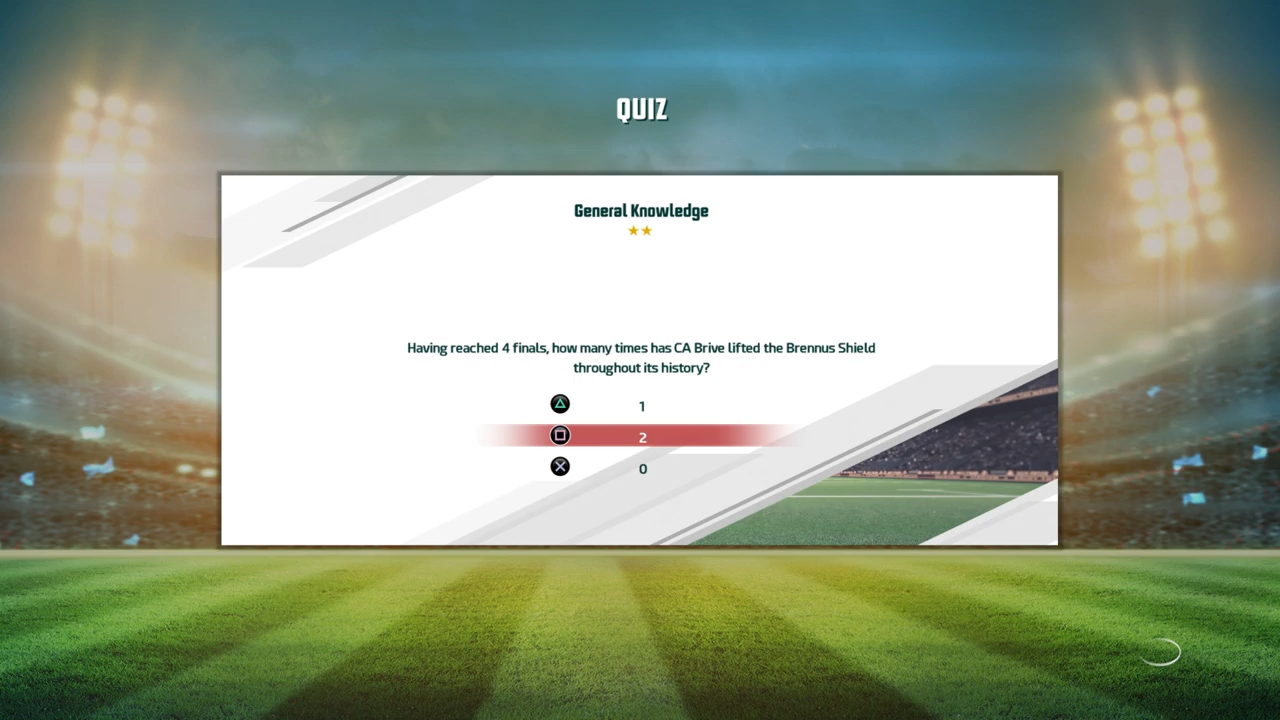 QUIZ
General Knowledge
Having reached 4 finals, how many times has CA Brive lifted the Brennus Shield
throughout its history?
1
2
0